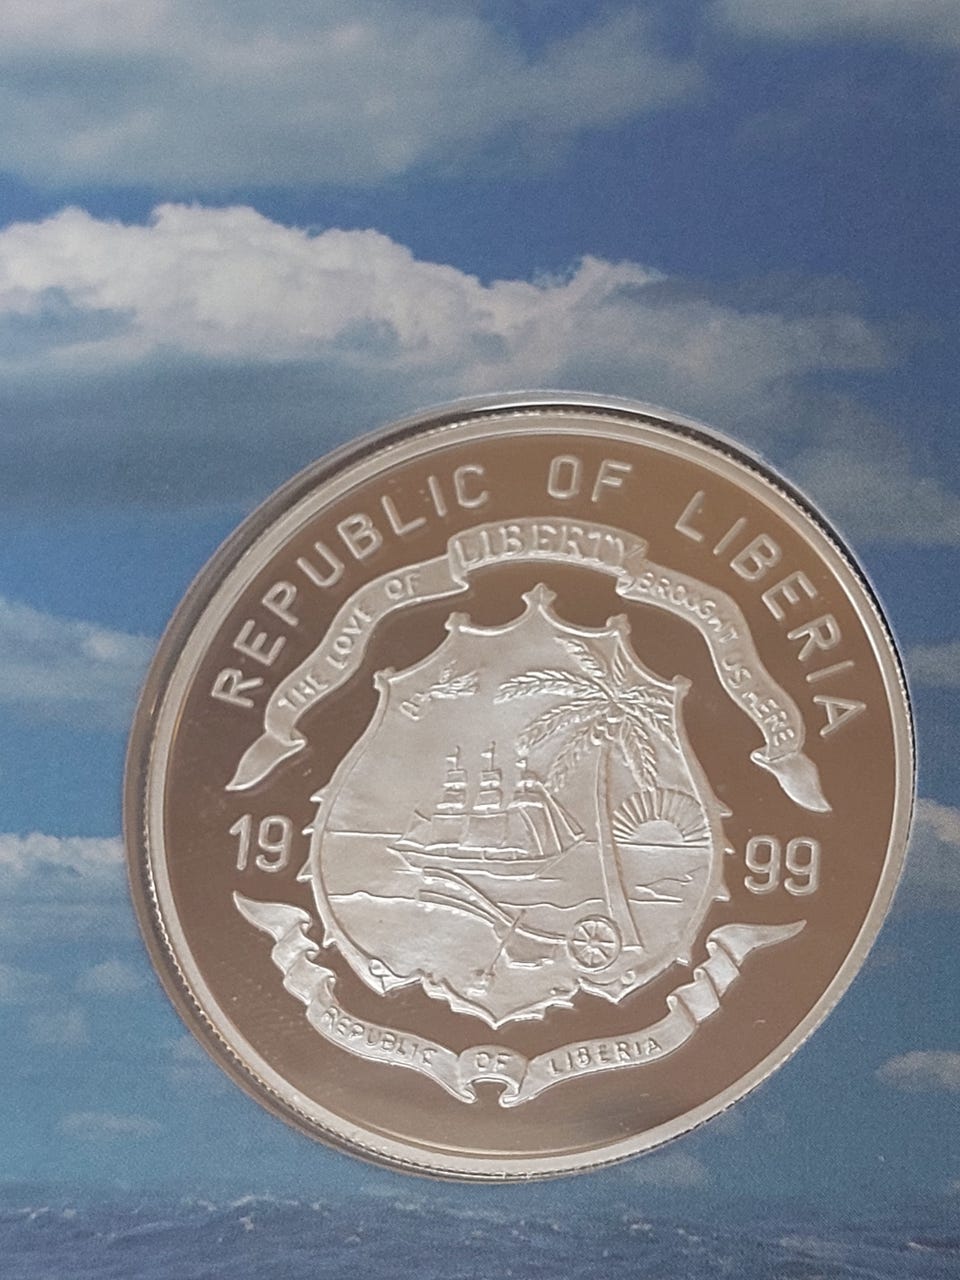 REPUBLIC OF LIBERIA
THE LOVE OF LIBERTY BROUGHT US HERE
19 99
REPUBLIC OF LIBERIA